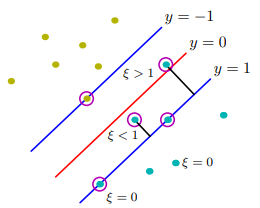 y = −1
y = 0
ξ > 1
y = 1
ξ < 1
ξ = 0
ξ = 0